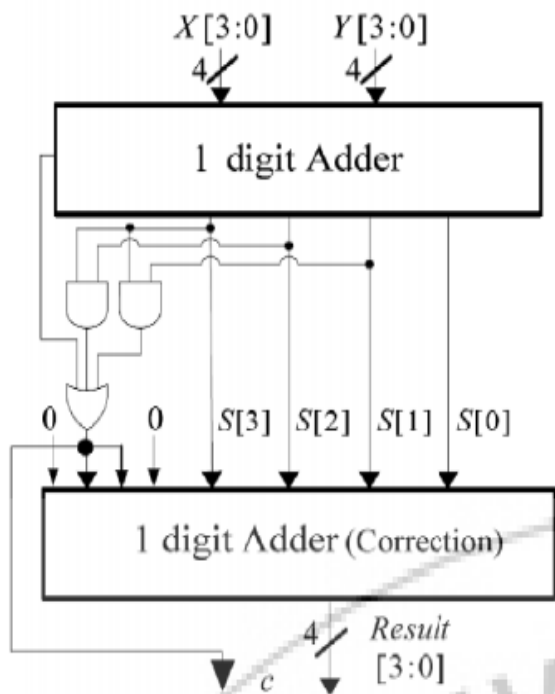 X[3:0] Y[3:0]
4 4
1 digit Adder
0 0 S[3] S[2] S[1] S[0]
1 digit Adder (Correction)
4 Result
[3:0]
c